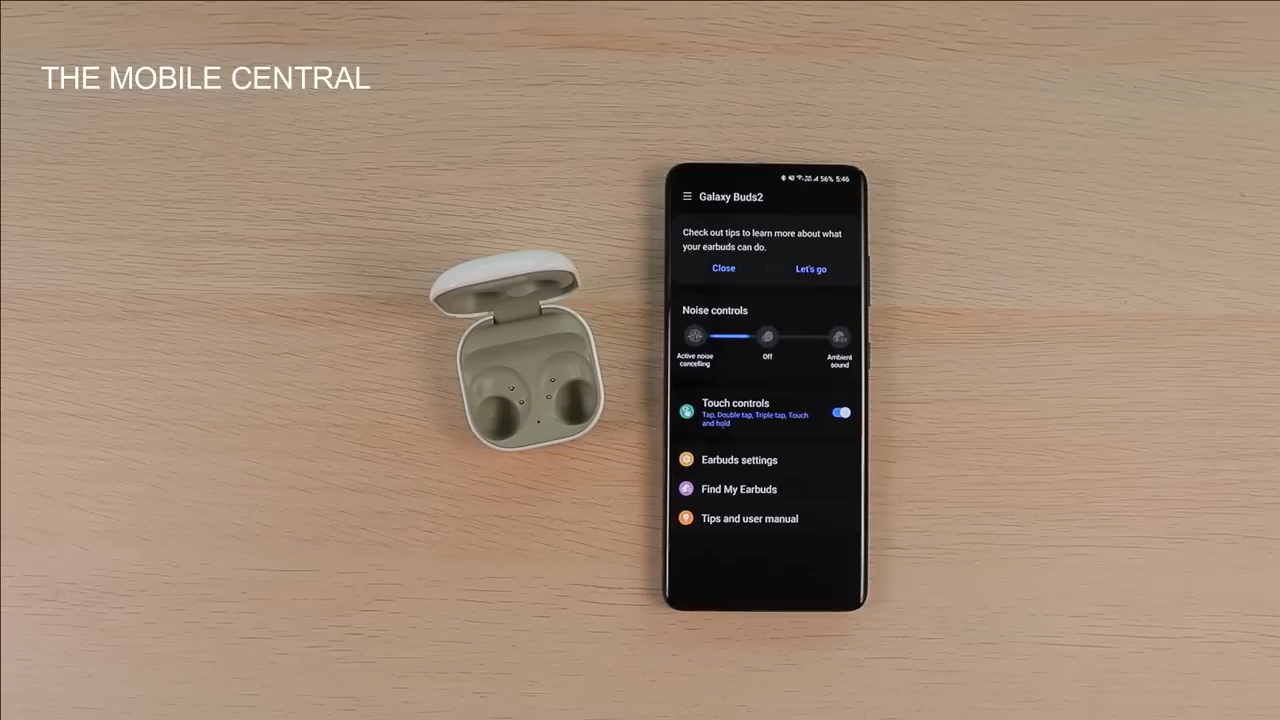 THE MOBILE CENTRAL
56% 5:46
Galaxy Buds2
Check out tips to learn more about what
your earbuds can do.
Close Let's go
Noise controls
Active noise
cancelling
Off
Ambient
sound
Touch controls
Tap, Double tap, Triple tap, Touch
and hold
Earbuds settings
Find My Earbuds
Tips and user manual